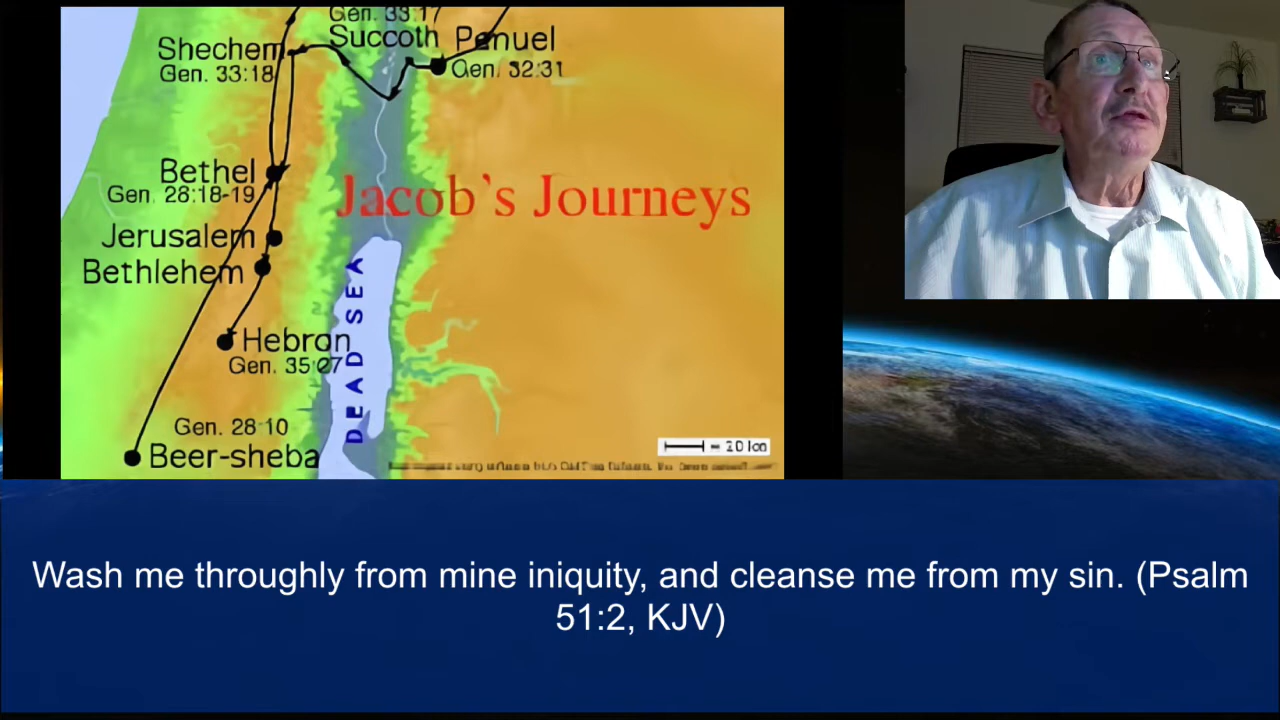 Gen. 33:17
Succoth
Penuel
Gen. 32:31
Shechem
Gen. 33:18
Bethel
Gen. 28:18-19
Jacob's Journeys
Jerusalem
Bethlehem
DEAD SEA
Hebron
Gen. 35:27
Gen. 28:10
Beer-sheba
Wash me throughly from mine iniquity, and cleanse me from my sin. (Psalm
51:2, KJV)